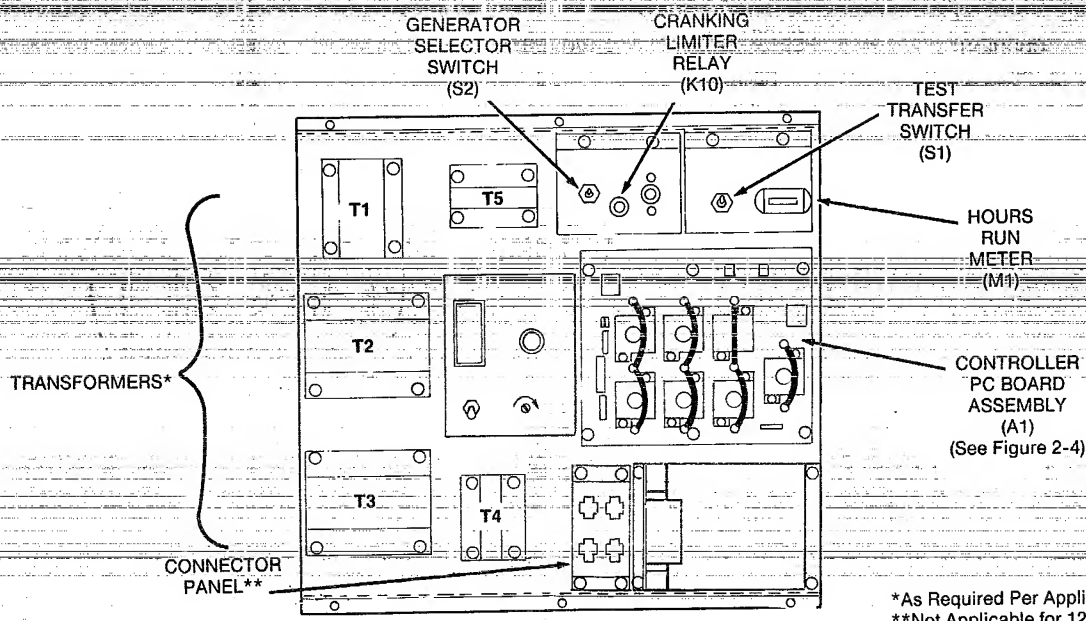 GENERATOR
SELECTOR
SWITCH
(S2)
CRANKING
LIMITER
RELAY
(K10)
TEST
TRANSFER
SWITCH
(S1)
T1
T5
HOURS
RUN
METER
(M1)
T2
TRANSFORMERS*
CONTROLLER
PC BOARD
ASSEMBLY
(A1)
(See Figure 2-4)
T3
T4
CONNECTOR
PANEL**
*As Required Per Appli
**Not Applicable for 12